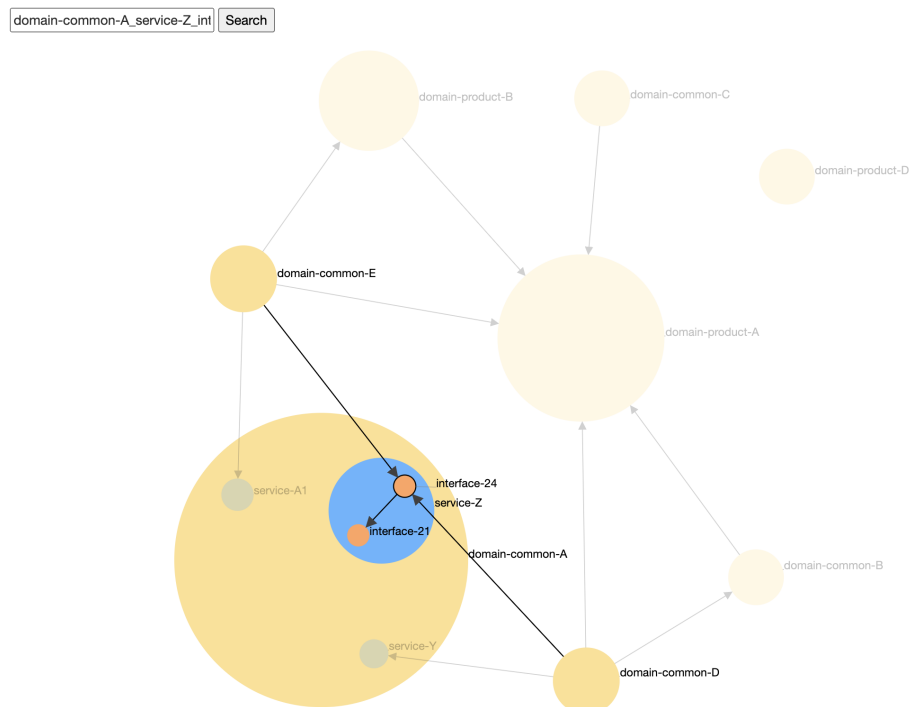 domain-common-A_service-Z_int
Search
domain-product-B
domain-common-C
domain-product-D
domain-common-E
domain-product-A
interface-24
service-A1
service-Z
interface-21
domain-common-A
domain-common-B
service-Y
domain-common-D